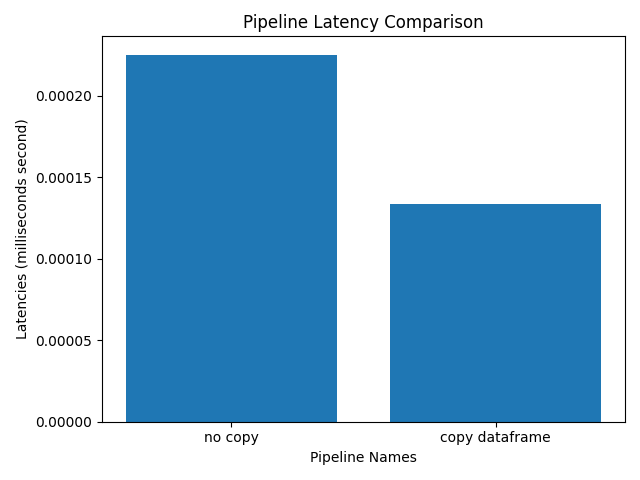 Pipeline Latency Comparison
Latencies (milliseconds second)
0.00020
0.00015
0.00010
0.00005
0.00000
no copy
copy dataframe
Pipeline Names